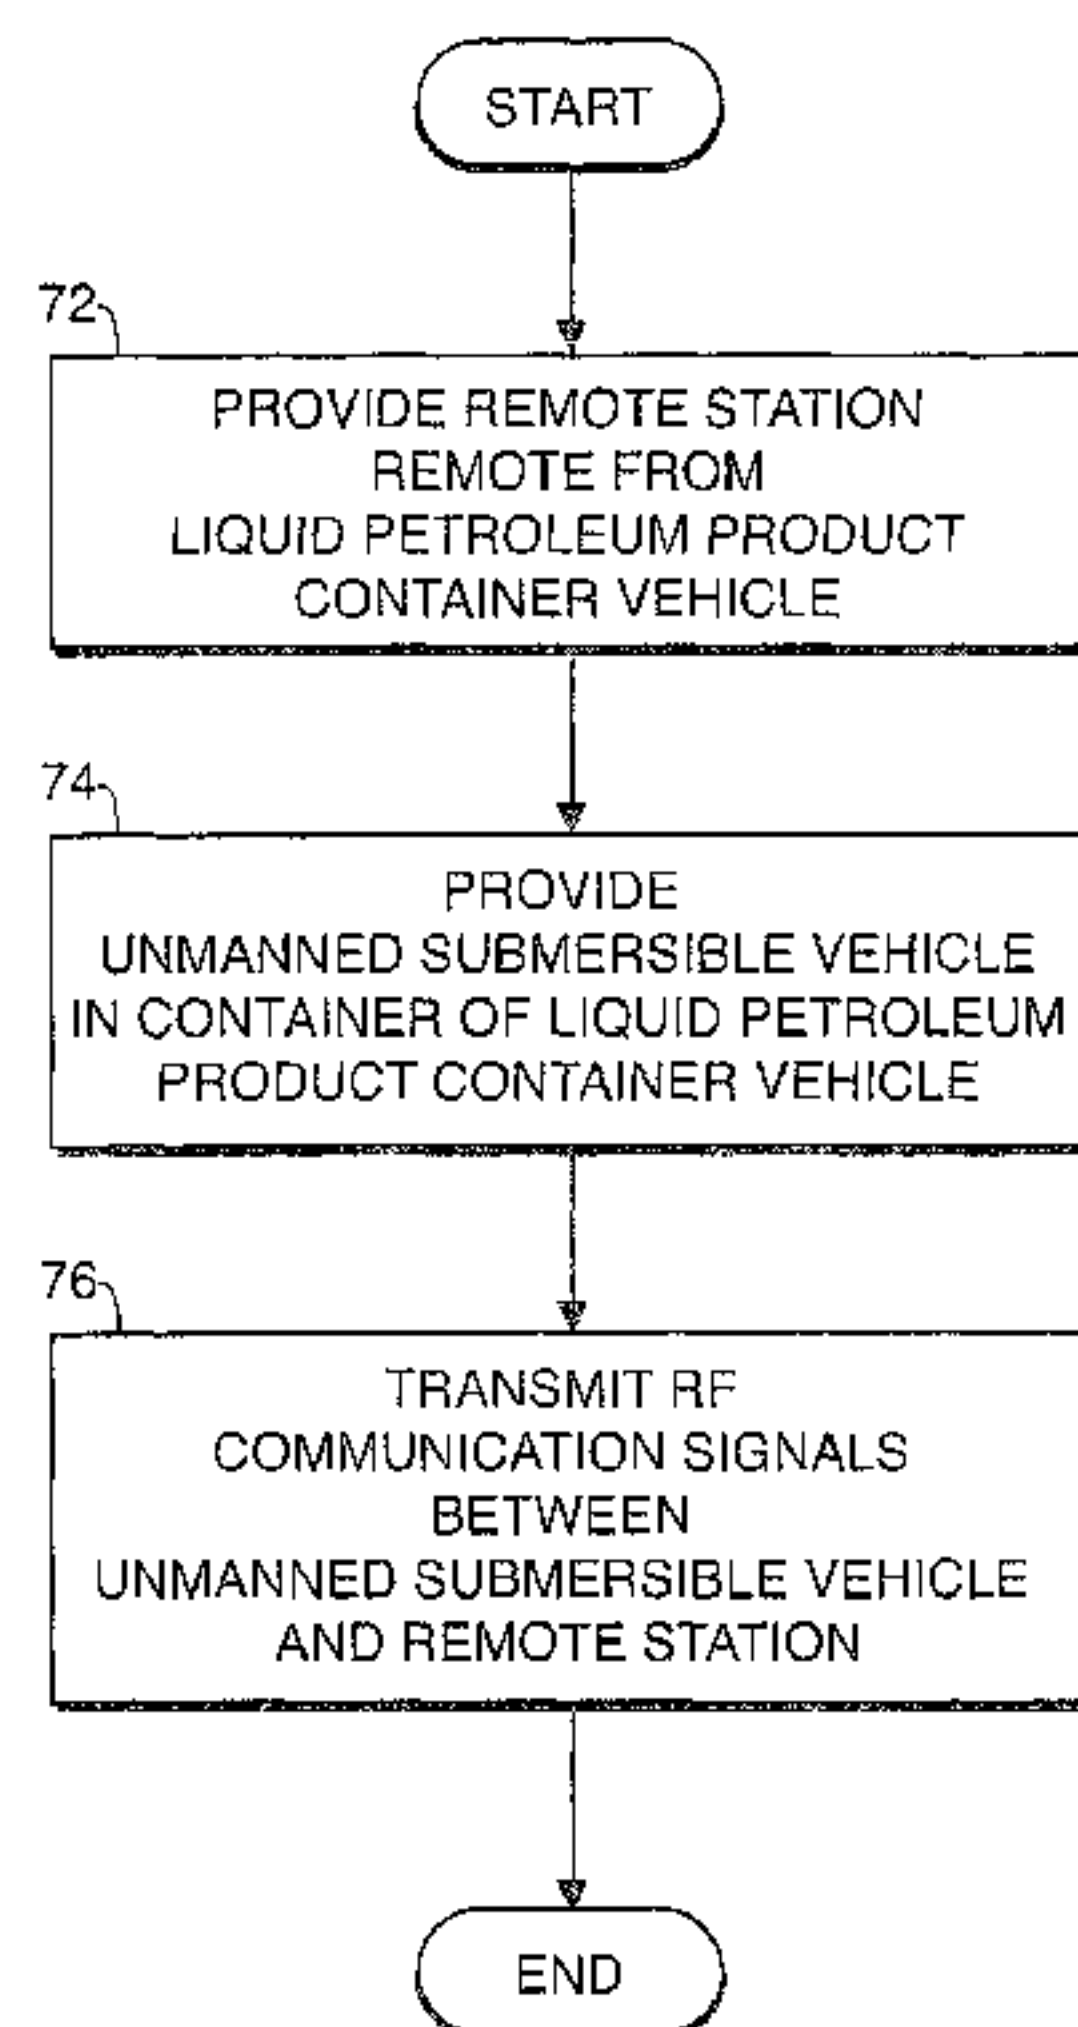 START
72
PROVIDE REMOTE STATION
REMOTE FROM
LIQUID PETROLEUM PRODUCT
CONTAINER VEHICLE
74
PROVIDE
UNMANNED SUBMERSIBLE VEHICLE
IN CONTAINER OF LIQUID PETROLEUM
PRODUCT CONTAINER VEHICLE
76
TRANSMIT RF
COMMUNICATION SIGNALS
BETWEEN
UNMANNED SUBMERSIBLE VEHICLE
AND REMOTE STATION
END